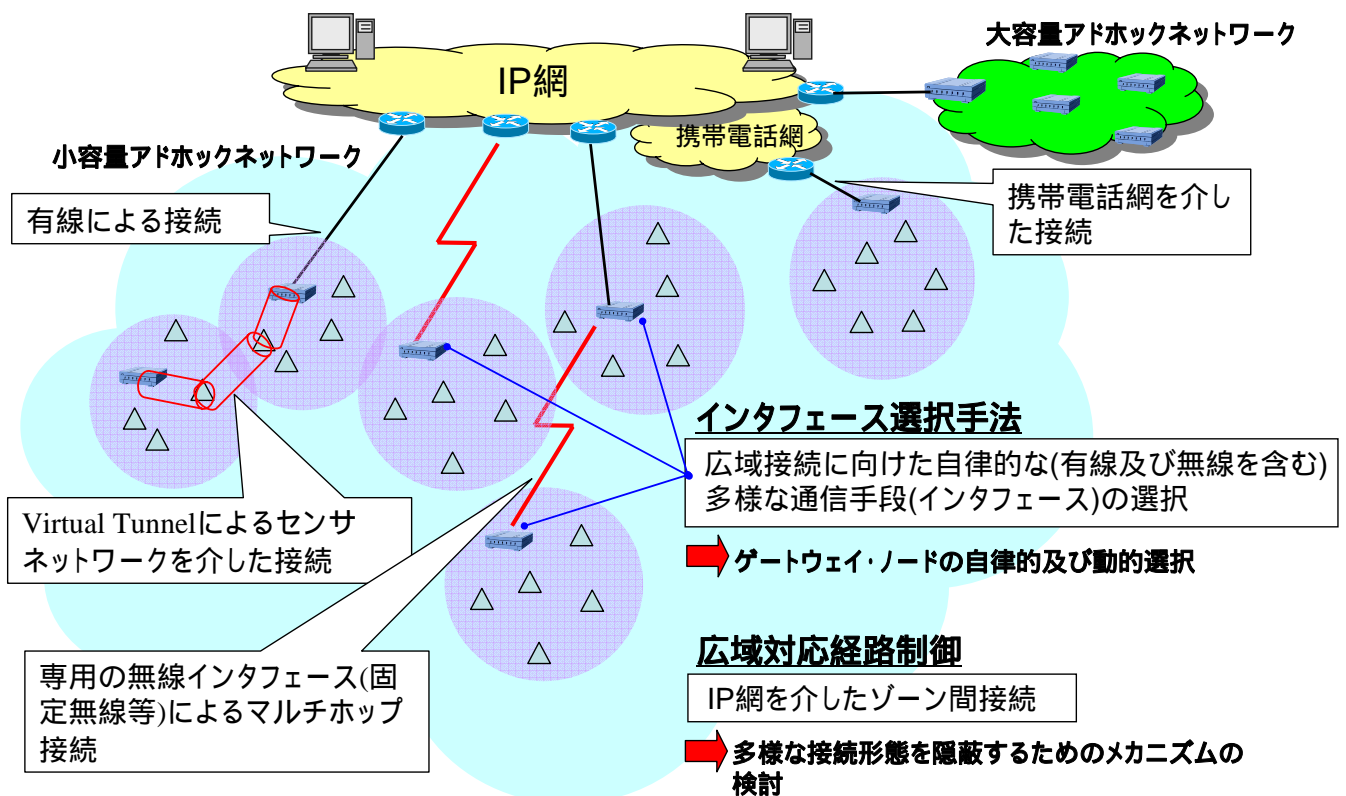 大容量アドホックネットワーク
IP網
携帯電話網
小容量アドホックネットワーク
有線による接続
携帯電話網を介し
た接続
インタフェース選択手法
広域接続に向けた自律的な(有線及び無線を含む)
多様な通信手段(インタフェース)の選択
Virtual Tunnelによるセンサ
ネットワークを介した接続
ゲートウェイ・ノードの自律的及び動的選択
専用の無線インタフェース(固
定無線等)によるマルチホップ
接続
広域対応経路制御
IP網を介したゾーン間接続
多様な接続形態を隠蔽するためのメカニズムの
検討